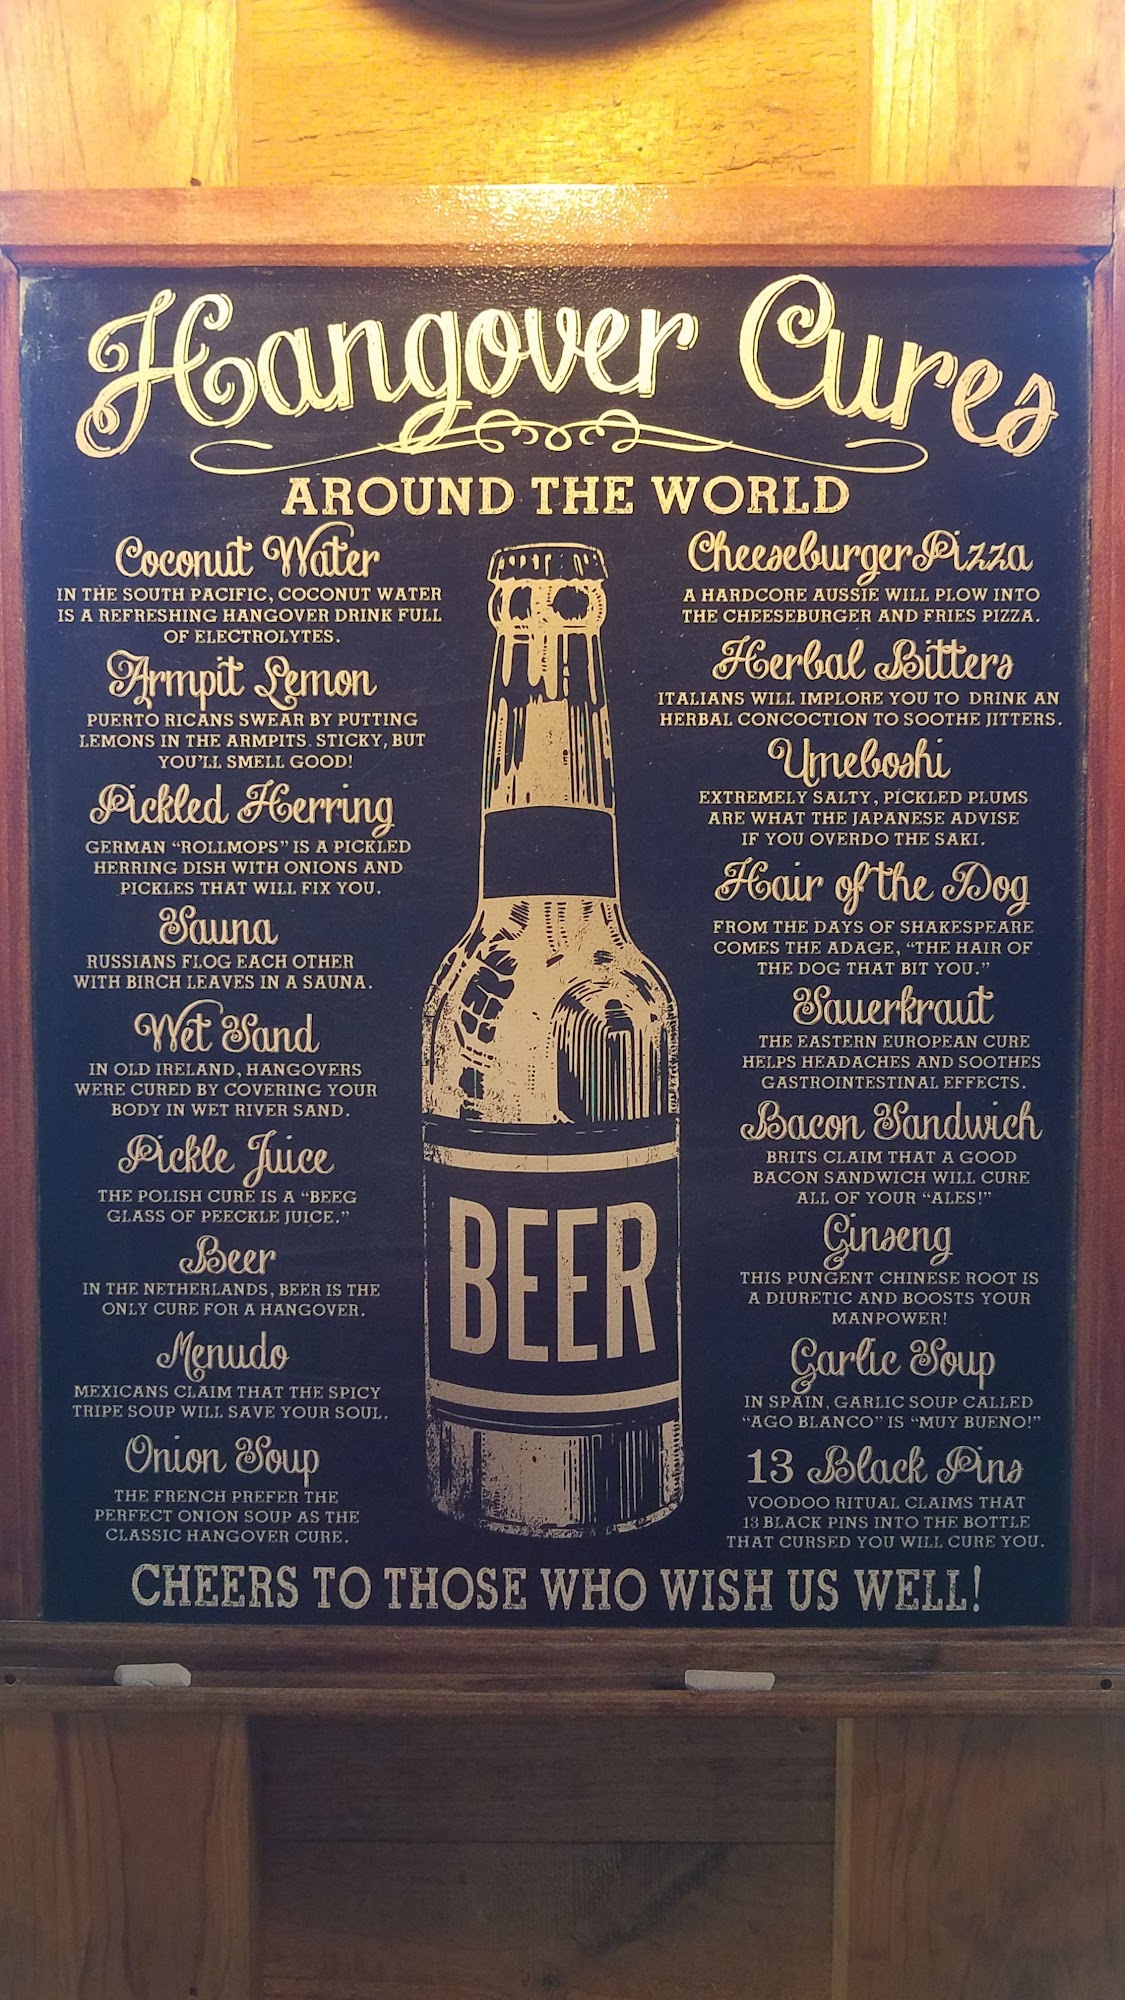 Hangover Cures
AROUND THE WORLD
Coconut Water
IN THE SOUTH PACIFIC, COCONUT WATER
IS A REFRESHING HANGOVER DRINK FULL
OF ELECTROLYTES.
Armpit Lemon
PUERTO RICANS SWEAR BY PUTTING
LEMONS IN THE ARMPITS. STICKY, BUT
YOU'LL SMELL GOOD!
Pickled Herring
GERMAN "ROLLMOPS" IS A PICKLED
HERRING DISH WITH ONIONS AND
PICKLES THAT WILL FIX YOU.
Sauna
RUSSIANS FLOG EACH OTHER
WITH BIRCH LEAVES IN A SAUNA.
Wet Sand
IN OLD IRELAND, HANGOVERS
WERE CURED BY COVERING YOUR
BODY IN WET RIVER SAND.
Pickle Juice
THE POLISH CURE IS A "BEEG
GLASS OF PEECKLE JUICE."
Beer
IN THE NETHERLANDS, BEER IS THE
ONLY CURE FOR A HANGOVER.
Menudo
MEXICANS CLAIM THAT THE SPICY
TRIPE SOUP WILL SAVE YOUR SOUL.
Onion Soup
THE FRENCH PREFER THE
PERFECT ONION SOUP AS THE
CLASSIC HANGOVER CURE.
BEER
Cheeseburger Pizza
A HARDCORE AUSSIE WILL PLOW INTO
THE CHEESEBURGER AND FRIES PIZZA.
Herbal Bitters
ITALIANS WILL IMPLORE YOU TO DRINK AN
HERBAL CONCOCTION TO SOOTHE JITTERS.
Umeboshi
EXTREMELY SALTY, PICKLED PLUMS
ARE WHAT THE JAPANESE ADVISE
IF YOU OVERDO THE SAKI.
Hair of the Dog
FROM THE DAYS OF SHAKESPEARE
COMES THE ADAGE, "THE HAIR OF
THE DOG THAT BIT YOU."
Sauerkraut
THE EASTERN EUROPEAN CURE
HELPS HEADACHES AND SOOTHES
GASTROINTESTINAL EFFECTS.
Bacon Sandwich
BRITS CLAIM THAT A GOOD
BACON SANDWICH WILL CURE
ALL OF YOUR "ALES!"
Ginseng
THIS PUNGENT CHINESE ROOT IS
A DIURETIC AND BOOSTS YOUR
MANPOWER!
Garlic Soup
IN SPAIN, GARLIC SOUP CALLED
"AGO BLANCO" IS "MUY BUENO!"
13 Black Pins
VOODOO RITUAL CLAIMS THAT
13 BLACK PINS INTO THE BOTTLE
THAT CURSED YOU WILL CURE YOU.
CHEERS TO THOSE WHO WISH US WELL!